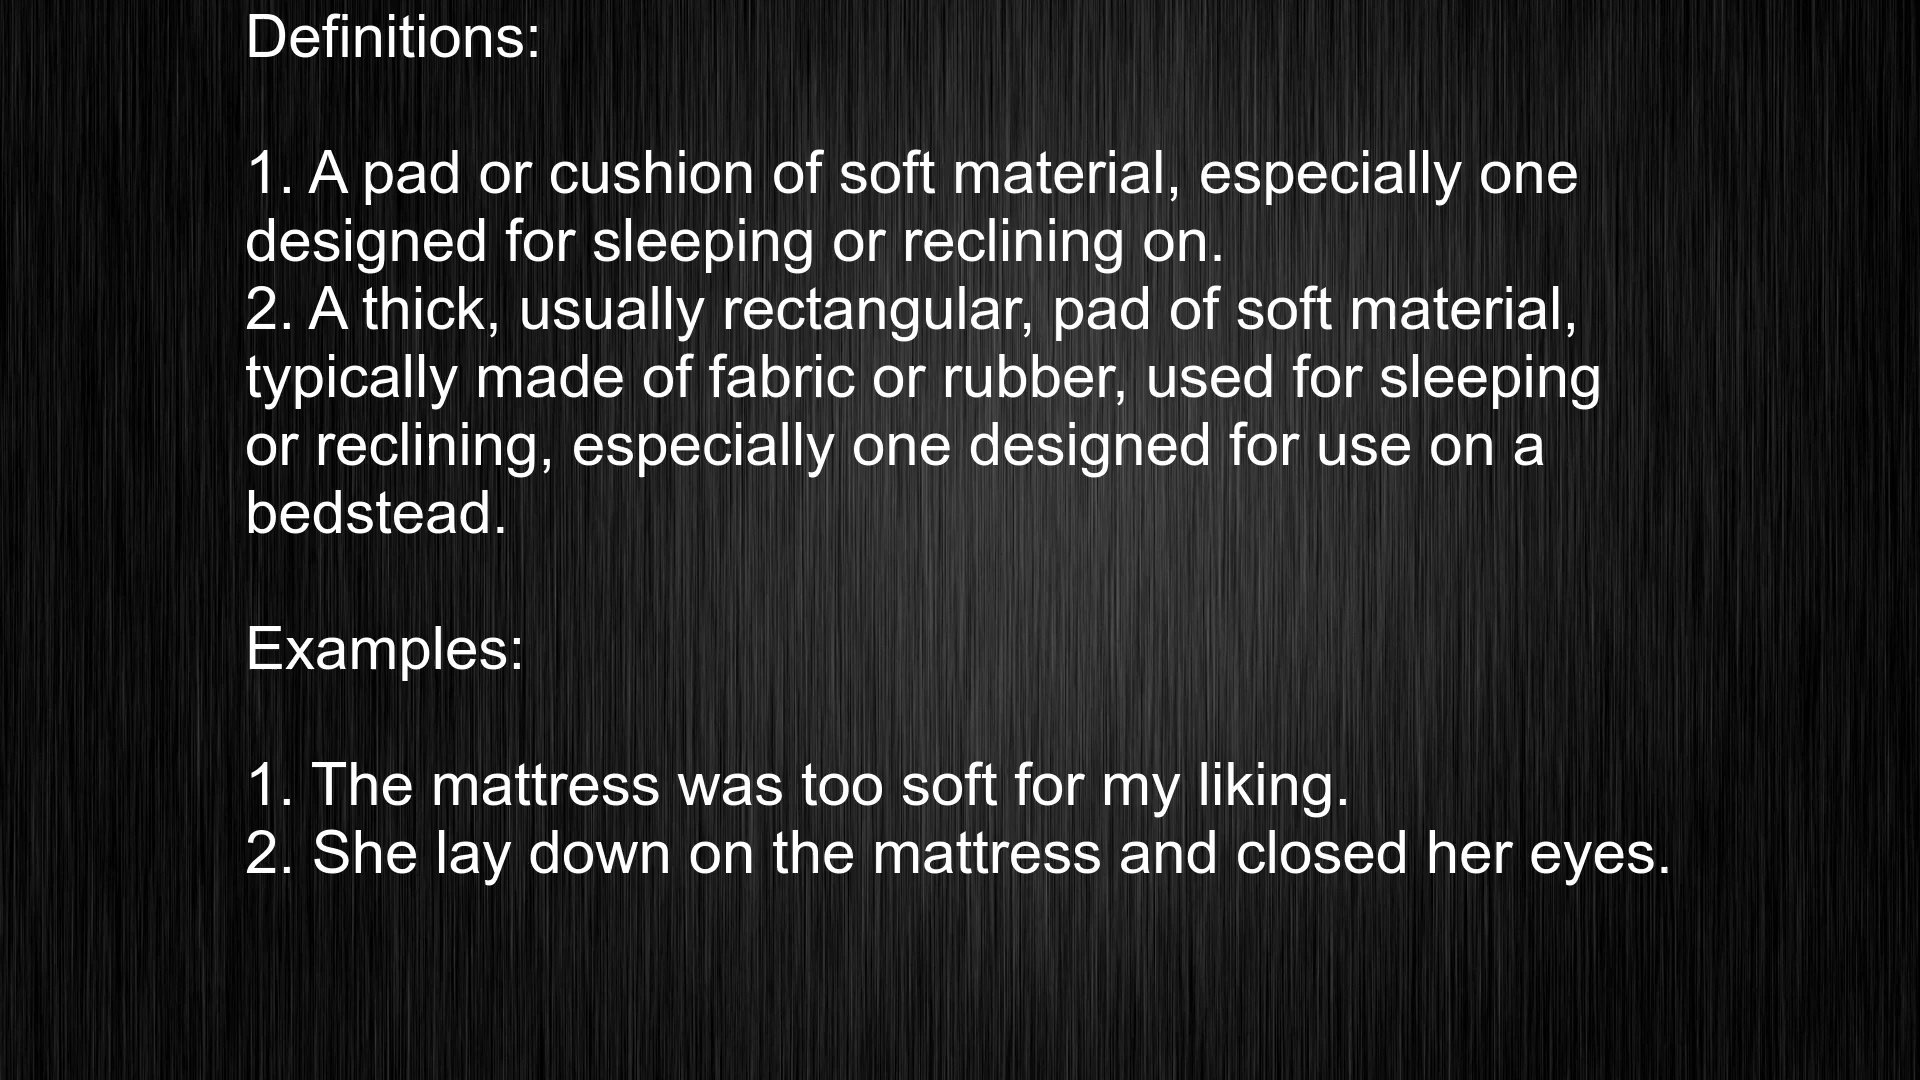 Definitions:
1. A pad or cushion of soft material, especially one
designed for sleeping or reclining on.
2. A thick, usually rectangular, pad of soft material,
typically made of fabric or rubber, used for sleeping
or reclining, especially one designed for use on a
bedstead.
Examples:
1. The mattress was too soft for my liking.
2. She lay down on the mattress and closed her eyes.